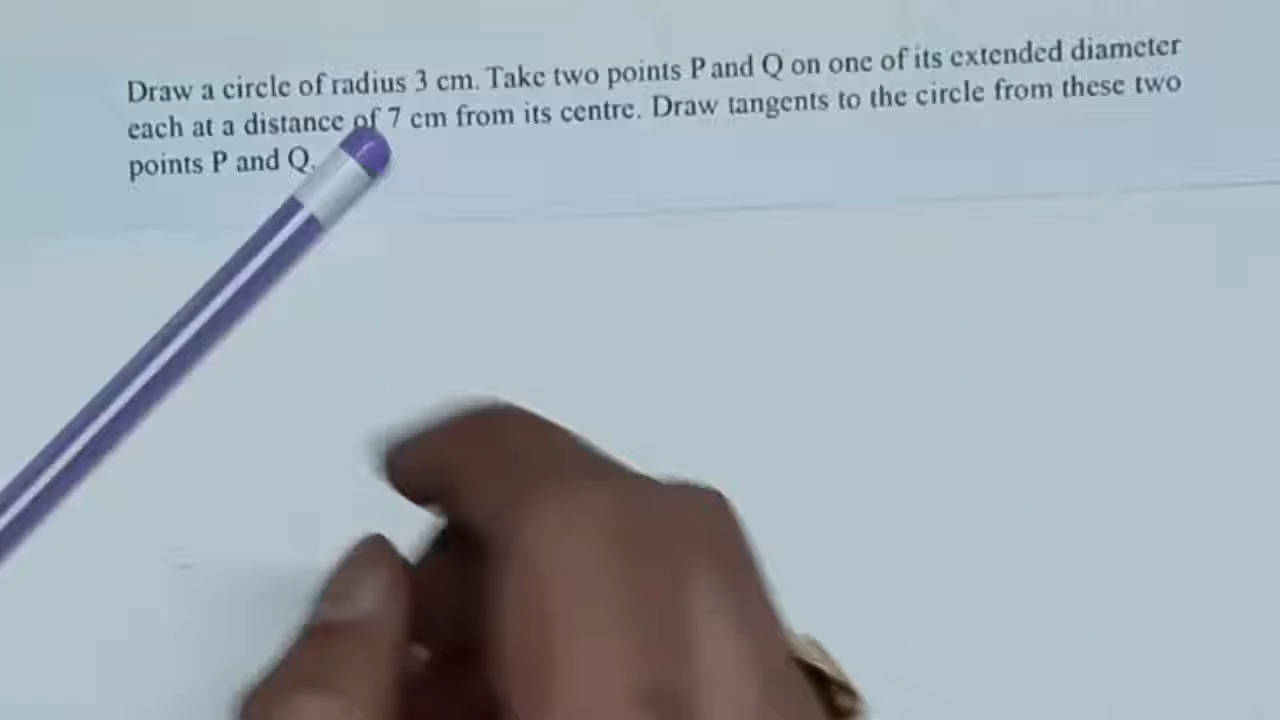 Draw a circle of radius 3 cm. Take two points P and Q on one of its extended diameter
each at a distance of 7 cm from its centre. Draw tangents to the circle from these two
points P and Q.